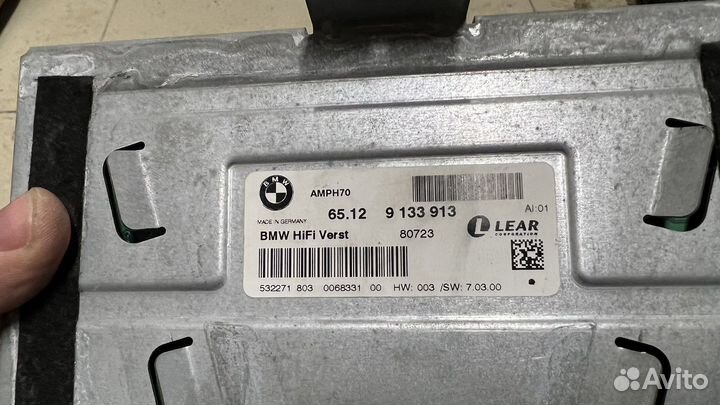 BMW
AMPH70
65.12 9 133 913
AI:01
MADE IN GERMANY
BMW HiFi Verst 80723
LEAR
CORPORATION
532271 803 0068331 00 HW: 003 /SW: 7.03.00
Avito